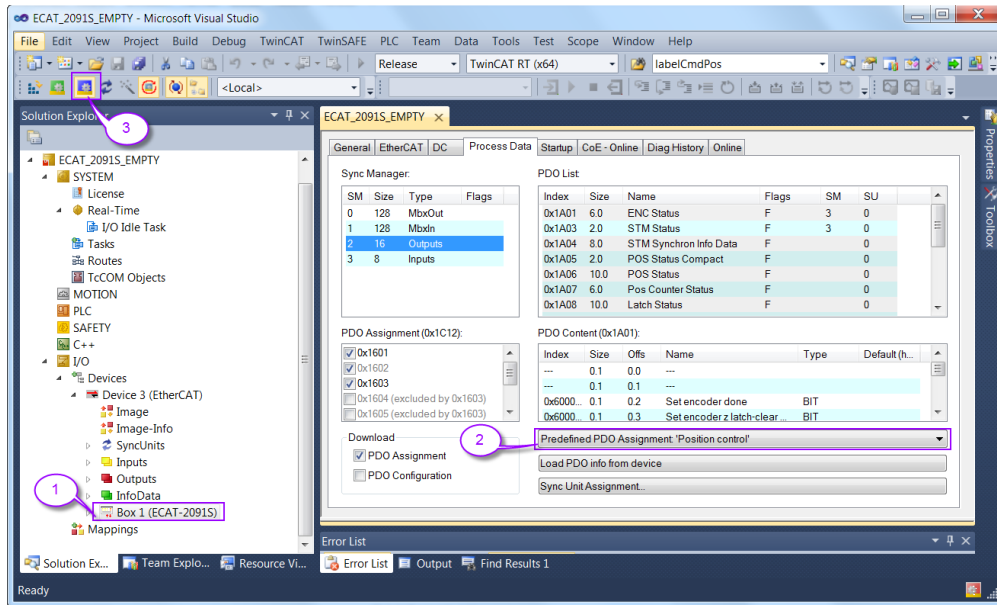 ECAT_2091S_EMPTY - Microsoft Visual Studio
File Edit View Project Build Debug TwinCAT TwinSAFE PLC Team Data Tools Test Scope Window Help
Release TwinCAT RT (x64) labelCmdPos
<Local>
3
Solution Explorer
ECAT_2091S_EMPTY
SYSTEM
License
Real-Time
I/O Idle Task
Tasks
Routes
TcCOM Objects
MOTION
PLC
SAFETY
C++
I/O
Devices
Device 3 (EtherCAT)
Image
Image-Info
SyncUnits
Inputs
Outputs
InfoData
1
Box 1 (ECAT-2091S)
Mappings
Solution Ex... Team Explo... Resource Vi...
ECAT_2091S_EMPTY
General EtherCAT DC Process Data Startup CoE - Online Diag History Online
Sync Manager:
SM Size Type Flags
0 128 MbxOut
1 128 MbxIn
2 16 Outputs
3 8 Inputs
PDO List:
Index Size Name Flags SM SU
0x1A01 6.0 ENC Status F 3 0
0x1A03 2.0 STM Status F 3 0
0x1A04 8.0 STM Synchron Info Data F 0
0x1A05 2.0 POS Status Compact F 0
0x1A06 10.0 POS Status F 0
0x1A07 6.0 Pos Counter Status F 0
0x1A08 10.0 Latch Status F 0
PDO Assignment (0x1C12):
0x1601
0x1602
0x1603
0x1604 (excluded by 0x1603)
0x1605 (excluded by 0x1603)
PDO Content (0x1A01):
Index Size Offs Name Type Default (h...
--- 0.1 0.0 ---
--- 0.1 0.1 ---
0x6000... 0.1 0.2 Set encoder done BIT
0x6000... 0.1 0.3 Set encoder z latch-clear ... BIT
Download
PDO Assignment
PDO Configuration
2
Predefined PDO Assignment: 'Position control'
Load PDO info from device
Sync Unit Assignment...
Error List
Error List Output Find Results 1
Properties
Toolbox
Ready